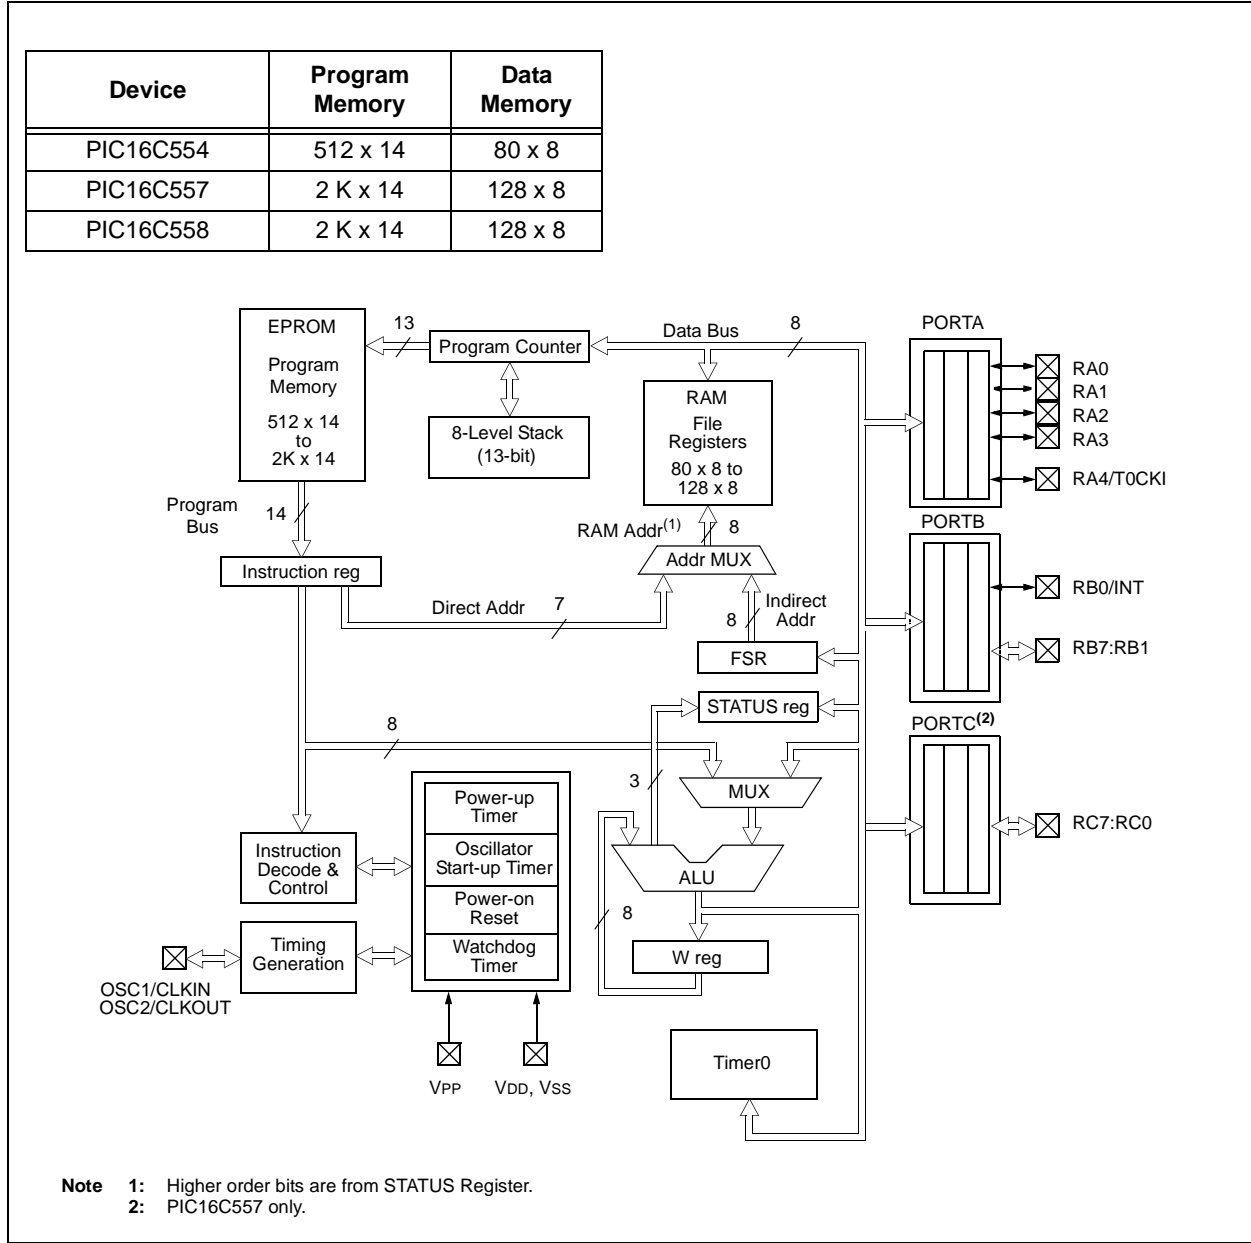 Device Program Memory Data Memory
PIC16C554 512 x 14 80 x 8
PIC16C557 2 K x 14 128 x 8
PIC16C558 2 K x 14 128 x 8
EPROM
Program
Memory
512 x 14
to
2K x 14
13
Program Counter
8-Level Stack
(13-bit)
Data Bus
8
RAM
File
Registers
80 x 8 to
128 x 8
PORTA
RA0
RA1
RA2
RA3
RA4/T0CKI
Program
Bus
14
RAM Addr(1)
8
Addr MUX
Instruction reg
Direct Addr
7
8
Indirect
Addr
FSR
STATUS reg
PORTB
RB0/INT
RB7:RB1
PORTC(2)
RC7:RC0
8
3
MUX
ALU
8
W reg
Power-up
Timer
Oscillator
Start-up Timer
Power-on
Reset
Watchdog
Timer
Instruction
Decode &
Control
Timing
Generation
OSC1/CLKIN
OSC2/CLKOUT
VPP
VDD, VSS
Timer0
Note 1: Higher order bits are from STATUS Register.
2: PIC16C557 only.